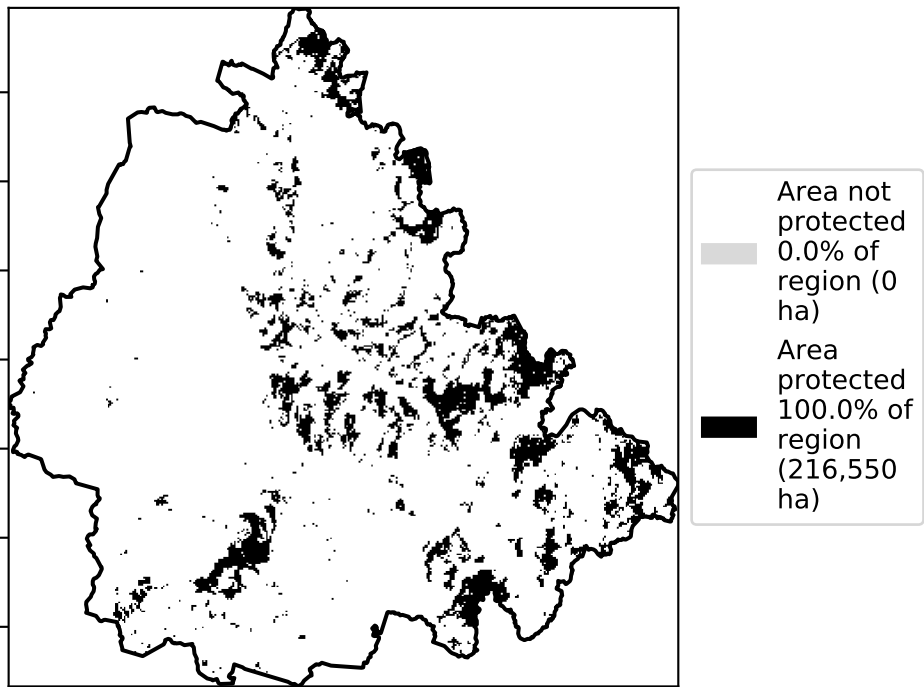 Area not
protected
0.0% of
region (0
ha)
Area
protected
100.0% of
region
(216,550
ha)